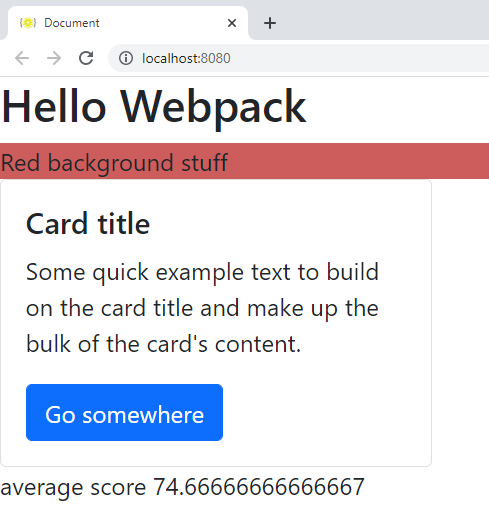 Document
localhost:8080
Hello Webpack
Red background stuff
Card title
Some quick example text to build
on the card title and make up the
bulk of the card's content.
Go somewhere
average score 74.66666666666667